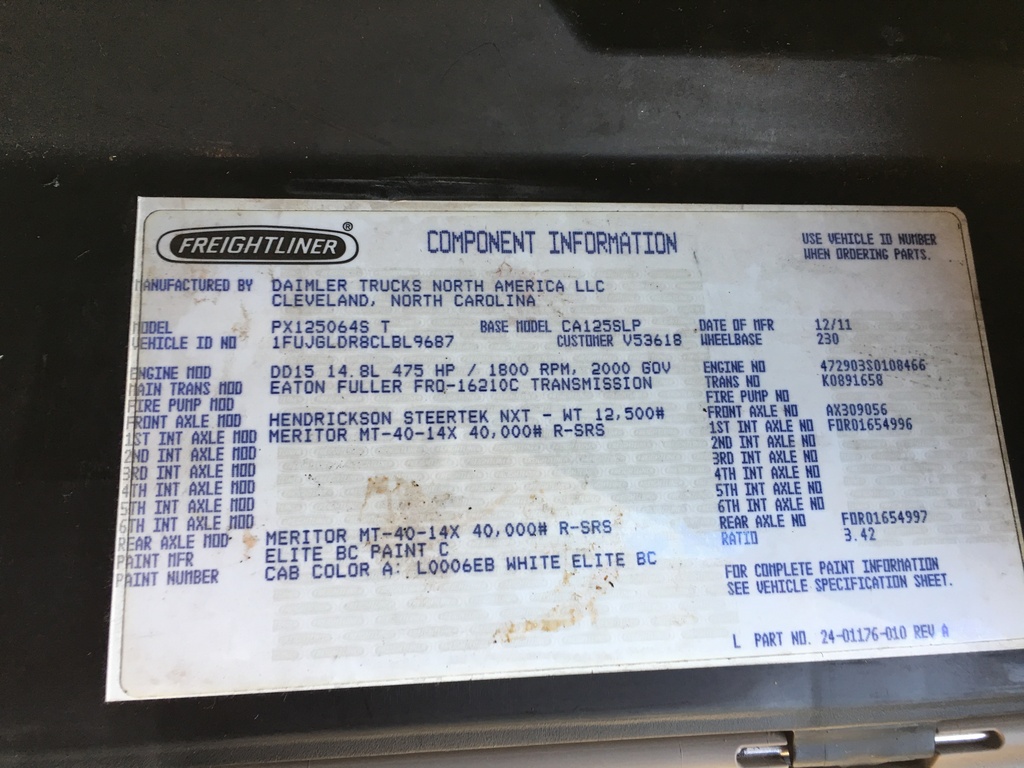 FREIGHTLINER®
COMPONENT INFORMATION
USE VEHICLE ID NUMBER
WHEN ORDERING PARTS.
MANUFACTURED BY DAIMLER TRUCKS NORTH AMERICA LLC
CLEVELAND, NORTH CAROLINA
MODEL PX125064S T BASE MODEL CA125SLP DATE OF MFR 12/11
VEHICLE ID NO 1FUJGLDR8CLBL9687 CUSTOMER V53618 WHEELBASE 230
ENGINE MOD DD15 14.8L 475 HP / 1800 RPM, 2000 GOV ENGINE NO 472903S0108466
MAIN TRANS MOD EATON FULLER FRO-16210C TRANSMISSION TRANS NO K0891658
FIRE PUMP MOD FIRE PUMP NO
FRONT AXLE MOD HENDRICKSON STEERTEK NXT - WT 12,500# FRONT AXLE NO AX309056
1ST INT AXLE MOD MERITOR MT-40-14X 40,000# R-SRS 1ST INT AXLE NO FDR01654996
2ND INT AXLE MOD 2ND INT AXLE NO
3RD INT AXLE MOD 3RD INT AXLE NO
4TH INT AXLE MOD 4TH INT AXLE NO
5TH INT AXLE MOD 5TH INT AXLE NO
6TH INT AXLE MOD 6TH INT AXLE NO
REAR AXLE MOD MERITOR MT-40-14X 40,000# R-SRS REAR AXLE NO FDR01654997
PAINT MFR ELITE BC PAINT C RATIO 3.42
PAINT NUMBER CAB COLOR A: L0006EB WHITE ELITE BC
FOR COMPLETE PAINT INFORMATION
SEE VEHICLE SPECIFICATION SHEET.
L PART NO. 24-01176-010 REV A